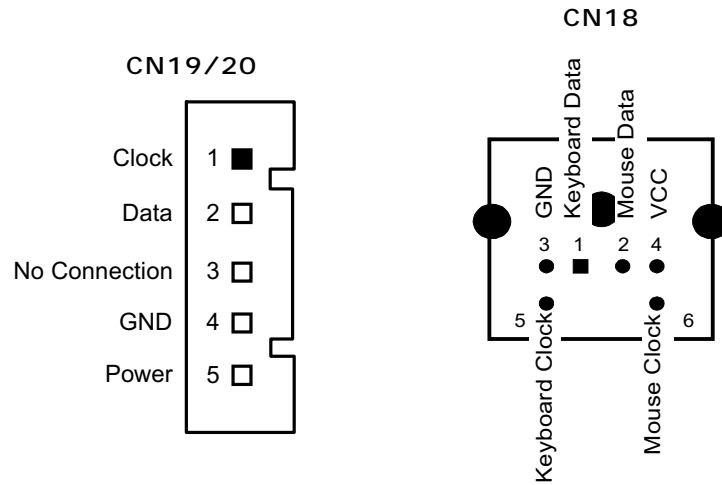 CN19/20
Clock 1
Data 2
No Connection 3
GND 4
Power 5
CN18
GND
Keyboard Data
Mouse Data
VCC
3 1 2 4
5 6
Keyboard Clock
Mouse Clock